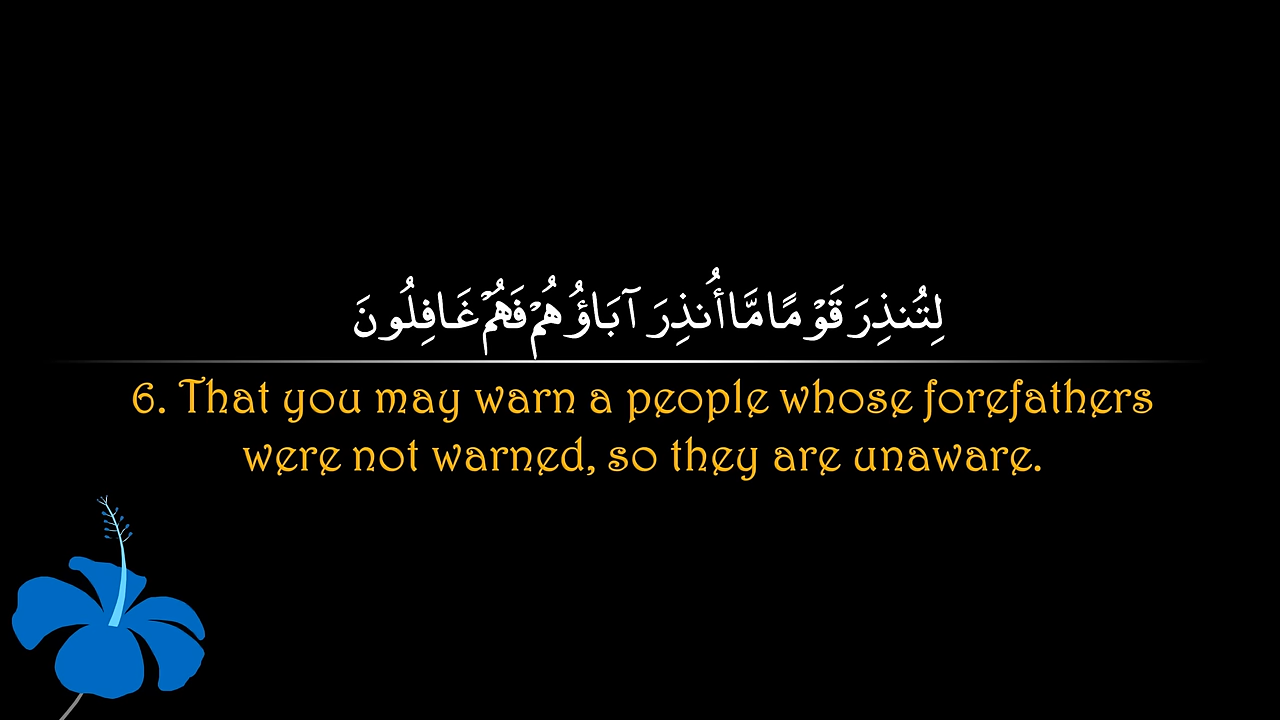 لِتُنذِرَ قَوْمًا مَّا أُنذِرَ آبَاؤُهُمْ فَهُمْ غَافِلُونَ
6. That you may warn a people whose forefathers
were not warned, so they are unaware.